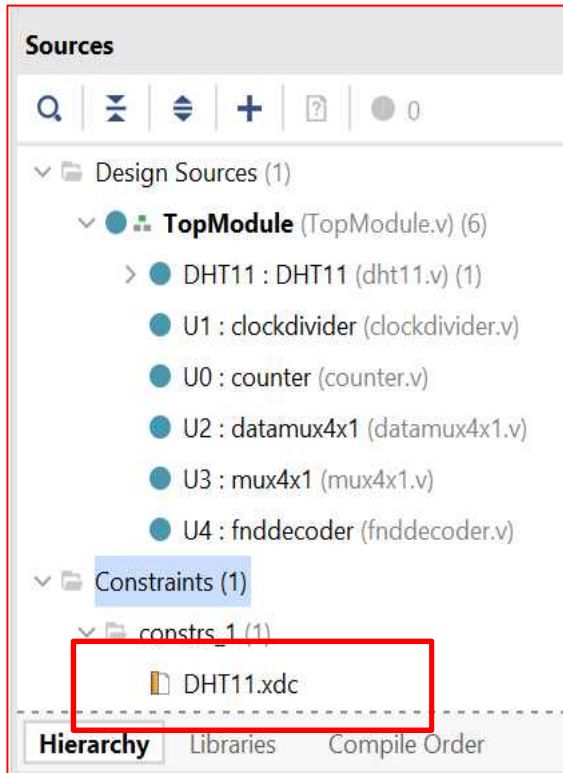 Sources
0
Design Sources (1)
TopModule (TopModule.v) (6)
DHT11 : DHT11 (dht11.v) (1)
U1 : clockdivider (clockdivider.v)
U0 : counter (counter.v)
U2 : datamux4x1 (datamux4x1.v)
U3 : mux4x1 (mux4x1.v)
U4 : fnddecoder (fnddecoder.v)
Constraints (1)
constrs_1 (1)
DHT11.xdc
Hierarchy Libraries Compile Order